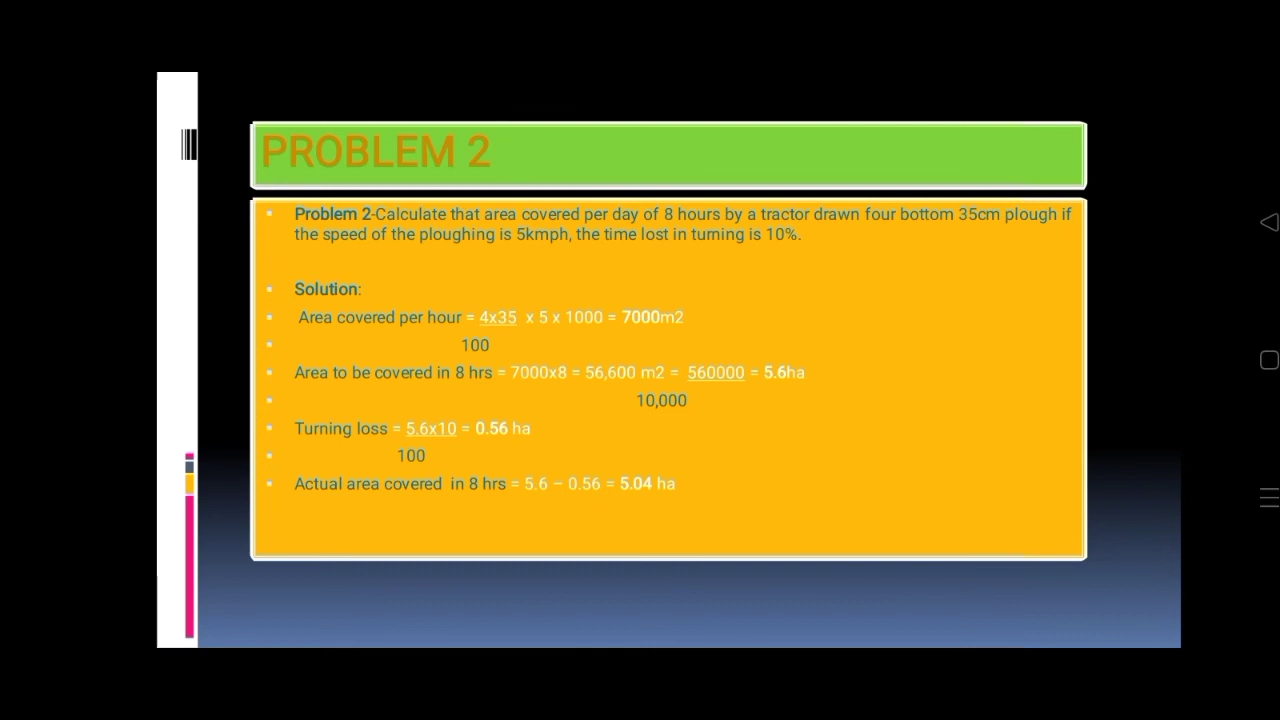 PROBLEM 2
Problem 2-Calculate that area covered per day of 8 hours by a tractor drawn four bottom 35cm plough if
the speed of the ploughing is 5kmph, the time lost in turning is 10%.
Solution:
Area covered per hour = 4x35 x 5 x 1000 = 7000m2
100
Area to be covered in 8 hrs = 7000x8 = 56,600 m2 = 560000 = 5.6ha
10,000
Turning loss = 5.6x10 = 0.56 ha
100
Actual area covered in 8 hrs = 5.6 – 0.56 = 5.04 ha